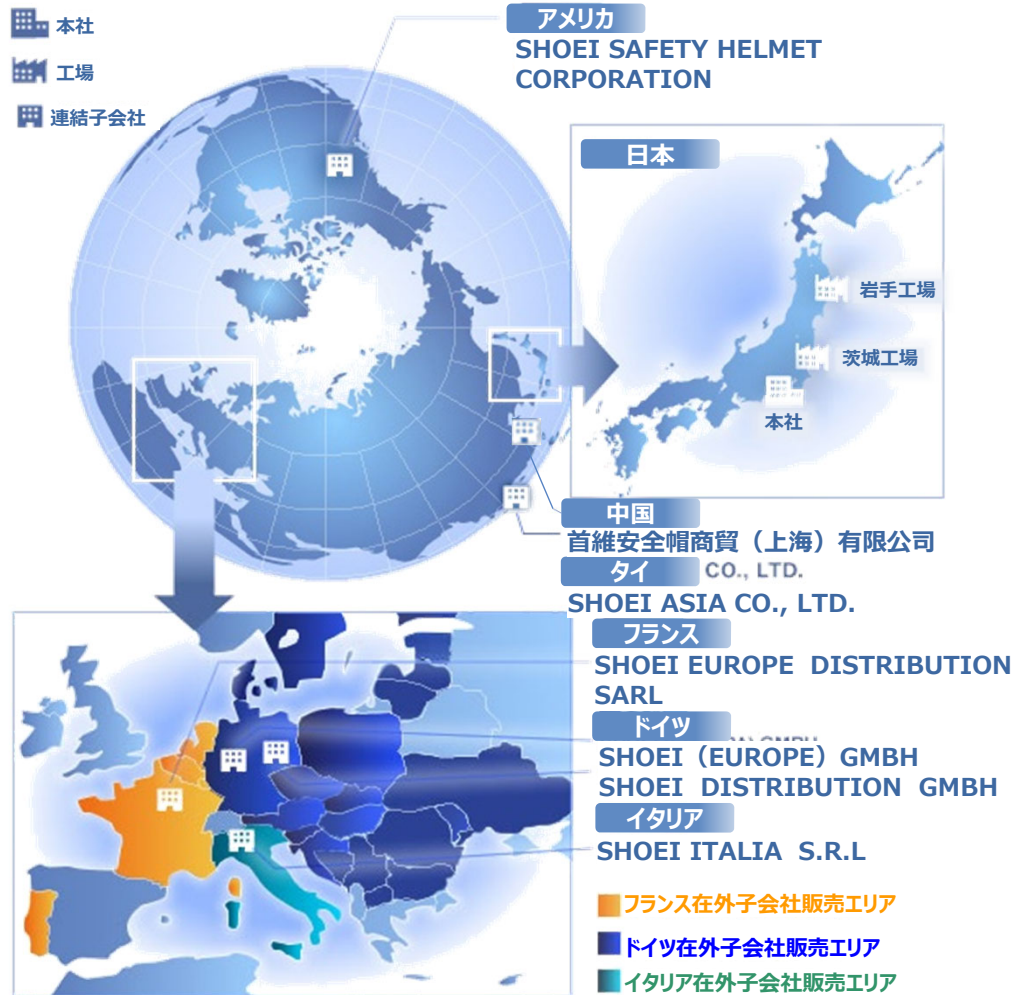 本社
工場
連結子会社
アメリカ
SHOEI SAFETY HELMET
CORPORATION
日本
岩手工場
茨城工場
本社
中国
首維安全帽商貿（上海）有限公司
タイ
CO., LTD.
SHOEI ASIA CO., LTD.
フランス
SHOEI EUROPE DISTRIBUTION
SARL
ドイツ
SHOEI（EUROPE）GMBH
SHOEI DISTRIBUTION GMBH
イタリア
SHOEI ITALIA S.R.L
フランス在外子会社販売エリア
ドイツ在外子会社販売エリア
イタリア在外子会社販売エリア